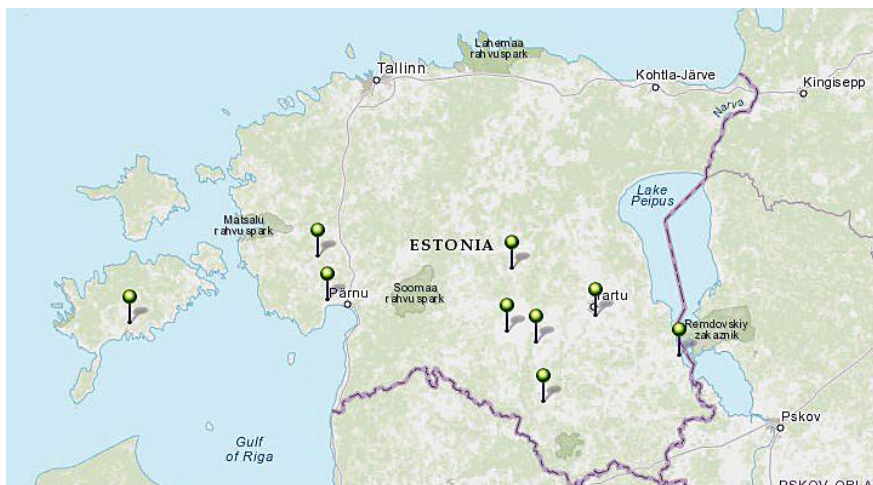 Lahemaa
rahvuspark
Tallinn
Kohtla-Järve
Kingisepp
Narva
Lake
Peipus
Matsalu
rahvuspark
ESTONIA
Soomaa
rahvuspark
Pärnu
Tartu
Remdovskiy
zakaznik
Gulf
of Riga
Pskov
PSKOV OBLA